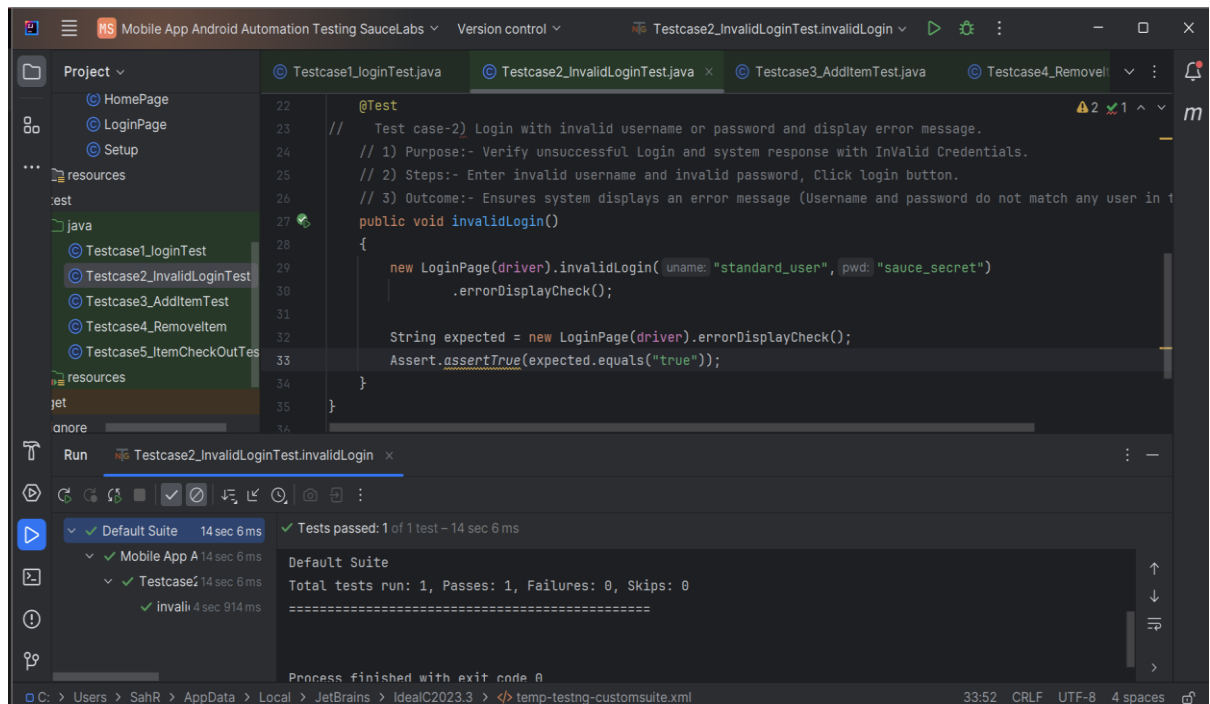 MS Mobile App Android Automation Testing SauceLabs Version control Testcase2_InvalidLoginTest.invalidLogin
Project
Testcase1_loginTest.java Testcase2_InvalidLoginTest.java Testcase3_AddItemTest.java Testcase4_RemoveIt
HomePage
LoginPage
Setup
resources
test
java
Testcase1_loginTest
Testcase2_InvalidLoginTest
Testcase3_AddItemTest
Testcase4_RemoveItem
Testcase5_ItemCheckOutTes
resources
get
gnore
2 1
22 @Test
23 // Test case-2) Login with invalid username or password and display error message.
24 // 1) Purpose:- Verify unsuccessful Login and system response with InValid Credentials.
25 // 2) Steps:- Enter invalid username and invalid password, Click login button.
26 // 3) Outcome:- Ensures system displays an error message (Username and password do not match any user in t
27 public void invalidLogin()
28 {
29 new LoginPage(driver).invalidLogin( uname: "standard_user", pwd: "sauce_secret")
30 .errorDisplayCheck();
31
32 String expected = new LoginPage(driver).errorDisplayCheck();
33 Assert.assertTrue(expected.equals("true"));
34 }
35 }
36
m
Run Testcase2_InvalidLoginTest.invalidLogin
Default Suite 14 sec 6 ms
Mobile App A 14 sec 6 ms
Testcase2 14 sec 6 ms
invali 4 sec 914 ms
Tests passed: 1 of 1 test – 14 sec 6 ms
Default Suite
Total tests run: 1, Passes: 1, Failures: 0, Skips: 0
===============================================
Process finished with exit code 0
C: > Users > SahR > AppData > Local > JetBrains > IdeaIC2023.3 > temp-testng-customsuite.xml 33:52 CRLF UTF-8 4 spaces